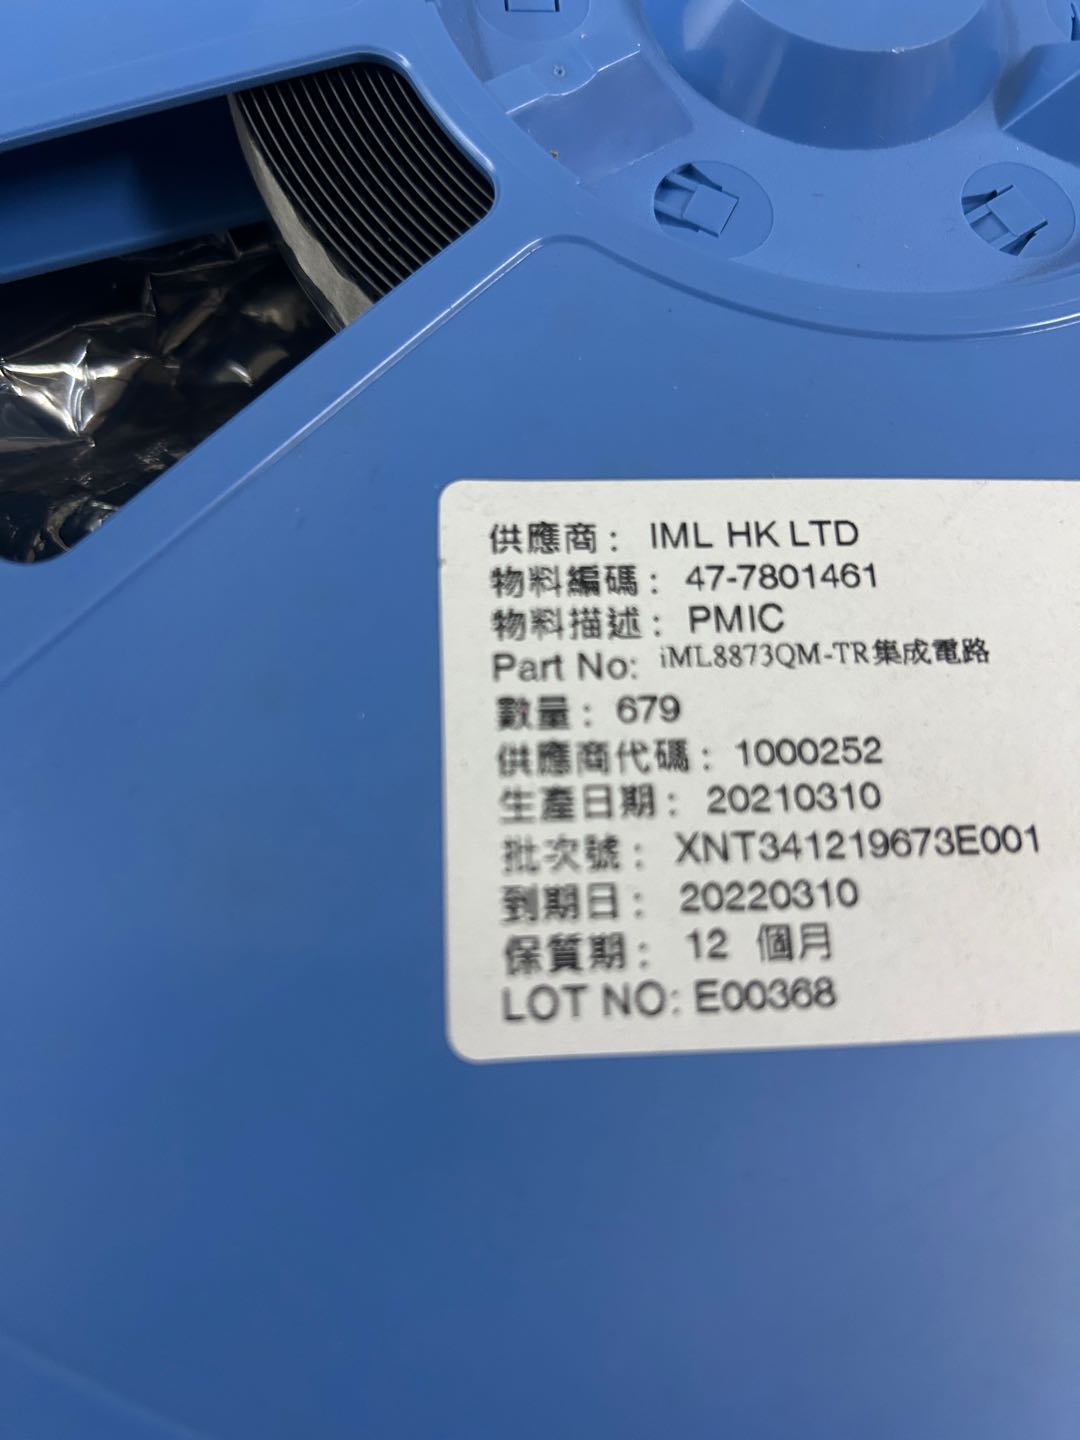 供應商： IML HK LTD
物料編碼： 47-7801461
物料描述： PMIC
Part No: iML8873QM-TR集成電路
數量： 679
供應商代碼： 1000252
生產日期： 20210310
批次號： XNT341219673E001
到期日： 20220310
保質期： 12 個月
LOT NO: E00368